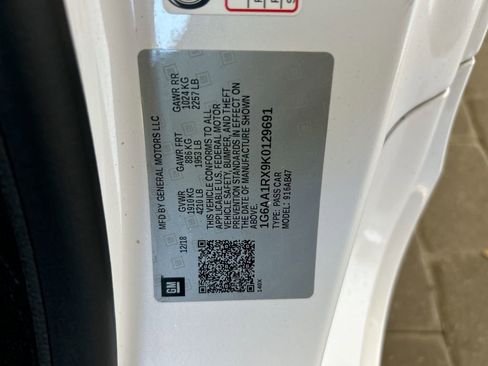 MFD BY GENERAL MOTORS LLC
12/18 GVWR GAWR FRT GAWR RR
1910 KG 886 KG 1024 KG
4210 LB 1953 LB 2257 LB
THIS VEHICLE CONFORMS TO ALL
APPLICABLE U.S. FEDERAL MOTOR
VEHICLE SAFETY, BUMPER, AND THEFT
PREVENTION STANDARDS IN EFFECT ON
THE DATE OF MANUFACTURE SHOWN
ABOVE.
1G6AA1RX9K0129691
TYPE: PASS CAR
MODEL: 916AB47
GM
140X